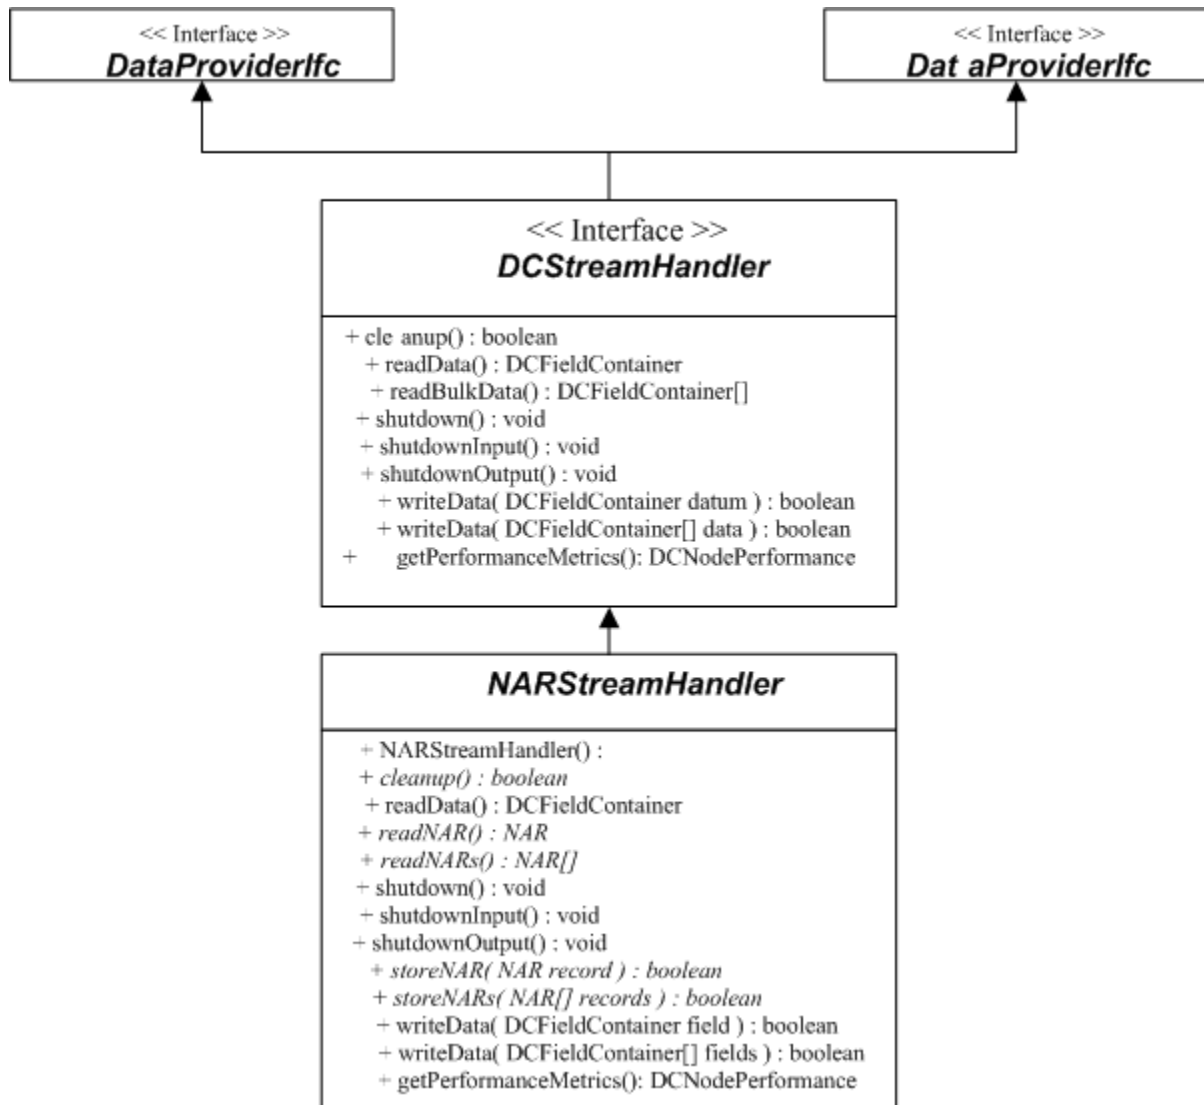 << Interface >>
DataProviderIfc
<< Interface >>
Dat aProviderIfc
<< Interface >>
DCStreamHandler
+ cle anup() : boolean
+ readData() : DCFieldContainer
+ readBulkData() : DCFieldContainer[]
+ shutdown() : void
+ shutdownInput() : void
+ shutdownOutput() : void
+ writeData( DCFieldContainer datum ) : boolean
+ writeData( DCFieldContainer[] data ) : boolean
+ getPerformanceMetrics(): DCNodePerformance
NARStreamHandler
+ NARStreamHandler() :
+ cleanup() : boolean
+ readData() : DCFieldContainer
+ readNAR() : NAR
+ readNARs() : NAR[]
+ shutdown() : void
+ shutdownInput() : void
+ shutdownOutput() : void
+ storeNAR( NAR record ) : boolean
+ storeNARs( NAR[] records ) : boolean
+ writeData( DCFieldContainer field ) : boolean
+ writeData( DCFieldContainer[] fields ) : boolean
+ getPerformanceMetrics(): DCNodePerformance